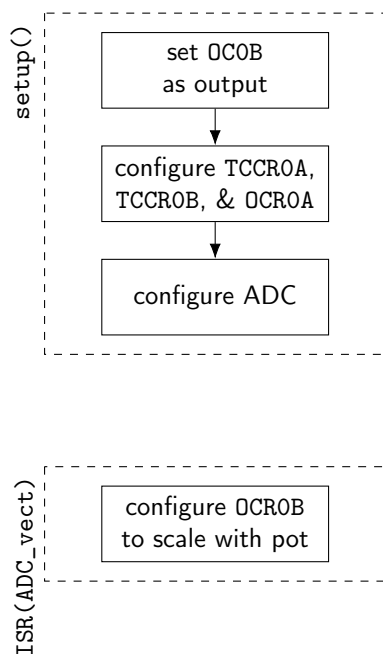 setup()
set OC0B
as output
configure TCCR0A,
TCCR0B, & OCR0A
configure ADC
ISR(ADC_vect)
configure OCR0B
to scale with pot